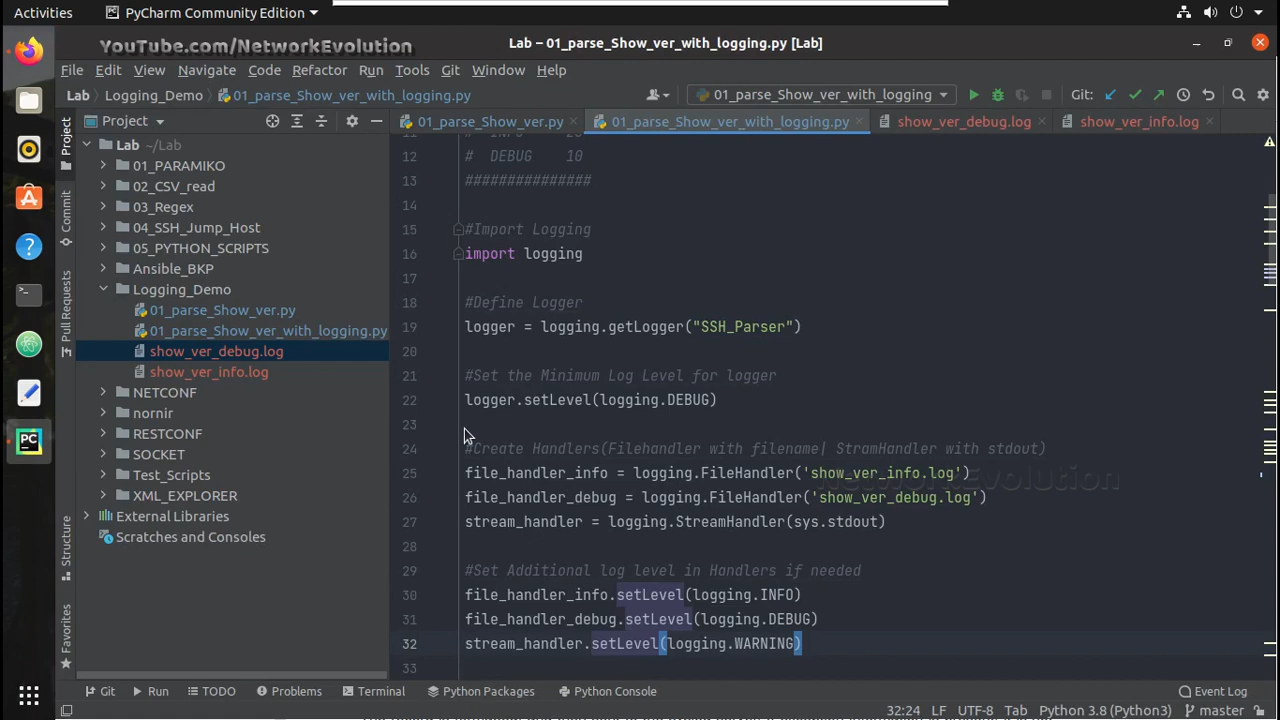 Activities
PyCharm Community Edition
YouTube.com/NetworkEvolution
Lab – 01_parse_Show_ver_with_logging.py [Lab]
File Edit View Navigate Code Refactor Run Tools Git Window Help
Lab Logging_Demo 01_parse_Show_ver_with_logging.py 01_parse_Show_ver_with_logging Git:
Project 01_parse_Show_ver.py 01_parse_Show_ver_with_logging.py show_ver_debug.log show_ver_info.log
Project
Commit
Pull Requests
Structure
Favorites
Lab
01_PARAMIKO
02_CSV_read
03_Regex
04_SSH_Jump_Host
05_PYTHON_SCRIPTS
Ansible_BKP
Logging_Demo
01_parse_Show_ver.py
01_parse_Show_ver_with_logging.py
show_ver_debug.log
show_ver_info.log
NETCONF
nornir
RESTCONF
SOCKET
Test_Scripts
XML_EXPLORER
External Libraries
Scratches and Consoles
12 # DEBUG 10
13 ###############
14
15 #Import Logging
16 import logging
17
18 #Define Logger
19 logger = logging.getLogger("SSH_Parser")
20
21 #Set the Minimum Log Level for logger
22 logger.setLevel(logging.DEBUG)
23
24 #Create Handlers(Filehandler with filename| StramHandler with stdout)
25 file_handler_info = logging.FileHandler('show_ver_info.log')
NetworkEvolution
26 file_handler_debug = logging.FileHandler('show_ver_debug.log')
27 stream_handler = logging.StreamHandler(sys.stdout)
28
29 #Set Additional log level in Handlers if needed
30 file_handler_info.setLevel(logging.INFO)
31 file_handler_debug.setLevel(logging.DEBUG)
32 stream_handler.setLevel(logging.WARNING)
33
Git Run TODO Problems Terminal Python Packages Python Console Event Log
32:24 LF UTF-8 Tab Python 3.8 (Python3) master